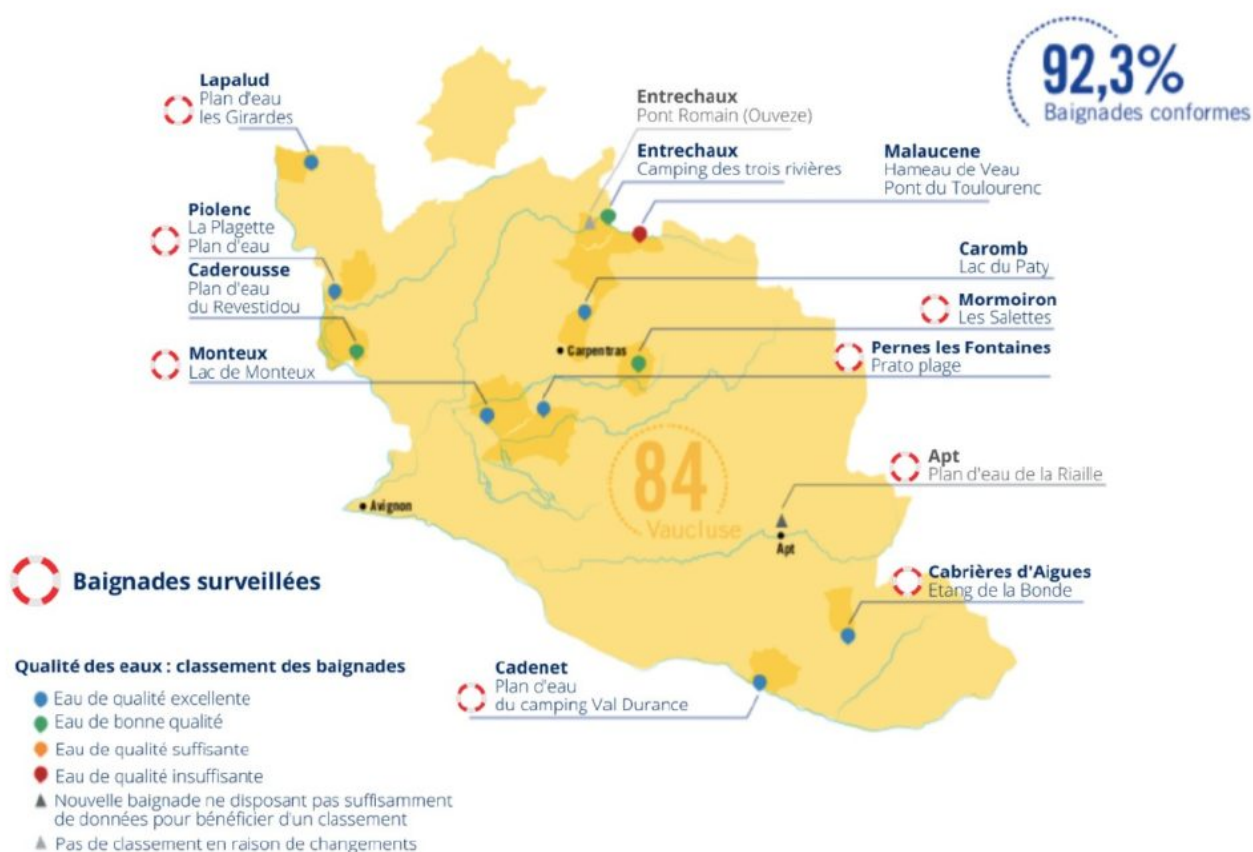 92,3%
Baignades conformes
Lapalud
Plan d'eau
les Girardes
Entrechaux
Pont Romain (Ouveze)
Entrechaux
Camping des trois rivières
Malaucene
Hameau de Veau
Pont du Toulourenc
Piolenc
La Plagette
Plan d'eau
Caderousse
Plan d'eau
du Revestidou
Caromb
Lac du Paty
Mormoiron
Les Salettes
Monteux
Lac de Monteux
Carpentras
Pernes les Fontaines
Prato plage
84
Vaucluse
Apt
Plan d'eau de la Riaille
Avignon
Apt
Baignades surveillées
Cabrières d'Aigues
Etang de la Bonde
Cadenet
Plan d'eau
du camping Val Durance
Qualité des eaux : classement des baignades
Eau de qualité excellente
Eau de bonne qualité
Eau de qualité suffisante
Eau de qualité insuffisante
Nouvelle baignade ne disposant pas suffisamment
de données pour bénéficier d'un classement
Pas de classement en raison de changements